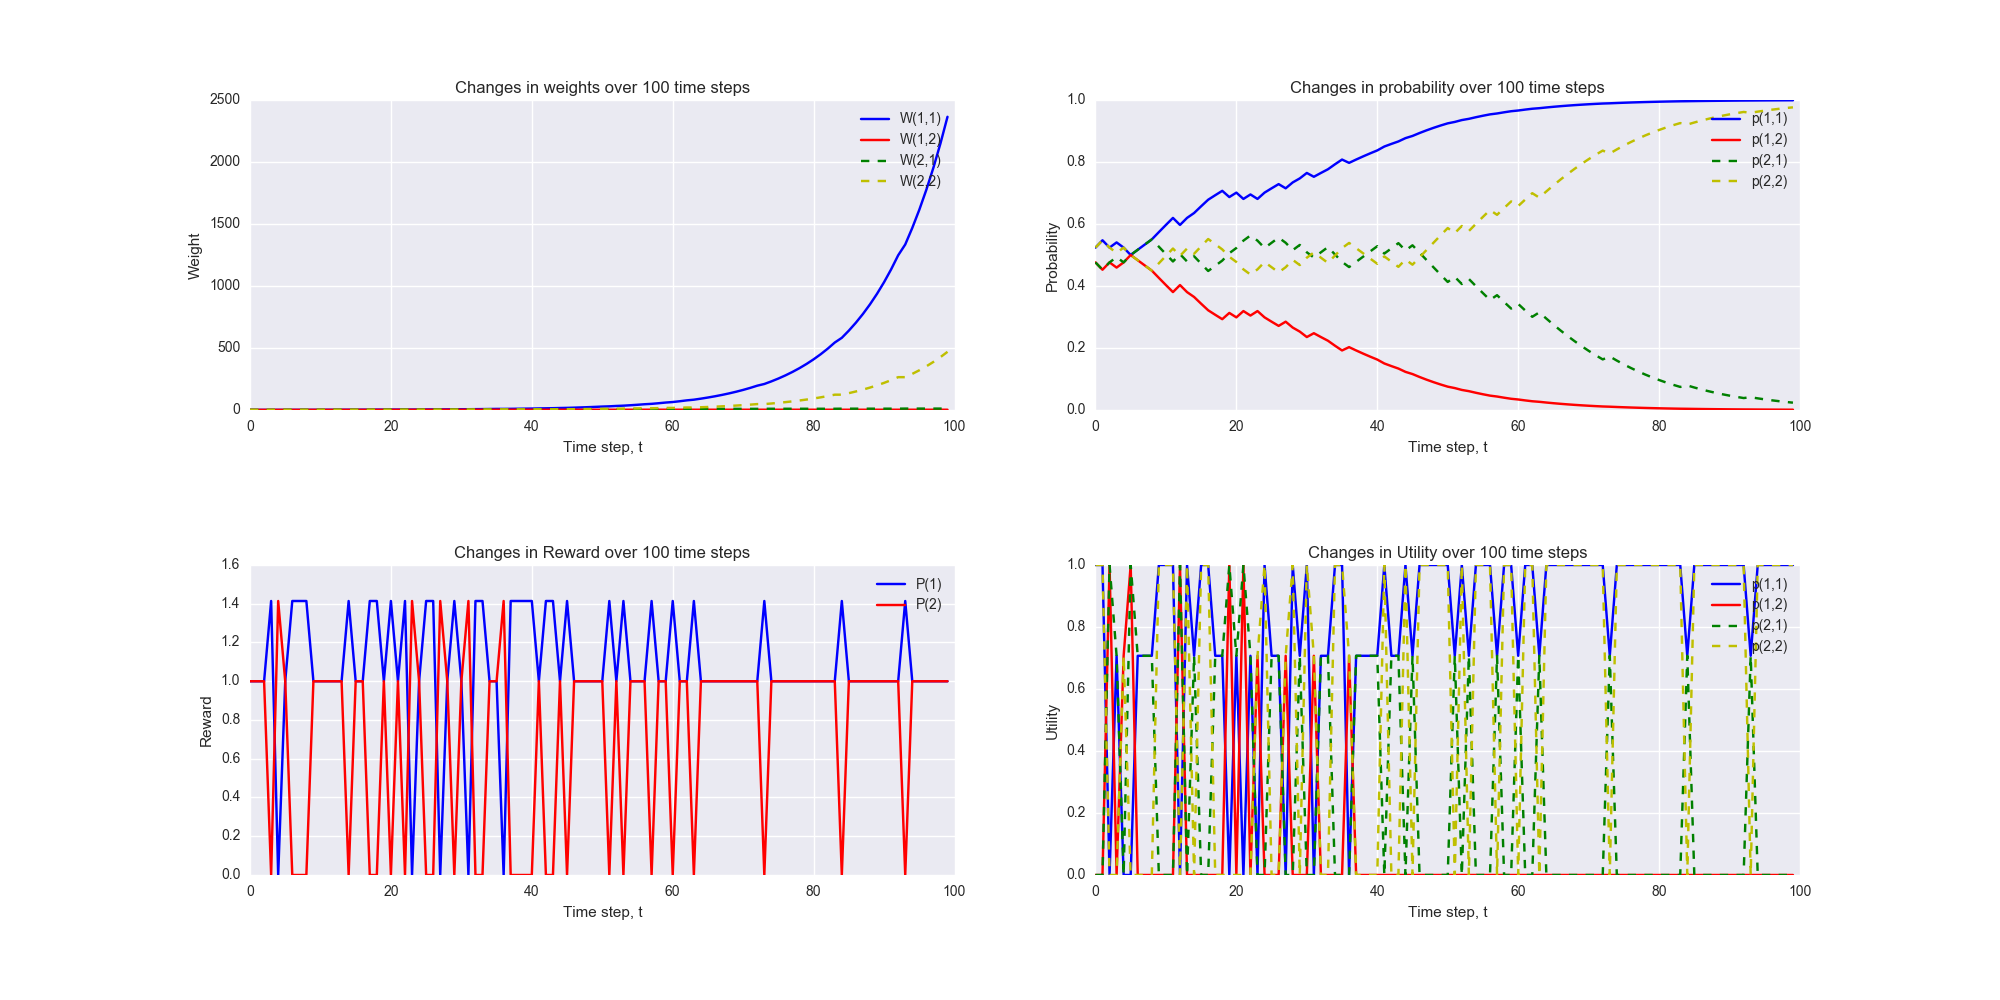 Changes in weights over 100 time steps
2500
2000
1500
1000
500
0
Weight
W(1,1)
W(1,2)
W(2,1)
W(2,2)
0 20 40 60 80 100
Time step, t
Changes in probability over 100 time steps
1.0
0.8
0.6
0.4
0.2
0.0
Probability
p(1,1)
p(1,2)
p(2,1)
p(2,2)
0 20 40 60 80 100
Time step, t
Changes in Reward over 100 time steps
1.6
1.4
1.2
1.0
0.8
0.6
0.4
0.2
0.0
Reward
P(1)
P(2)
0 20 40 60 80 100
Time step, t
Changes in Utility over 100 time steps
1.0
0.8
0.6
0.4
0.2
0.0
Utility
p(1,1)
p(1,2)
p(2,1)
p(2,2)
0 20 40 60 80 100
Time step, t